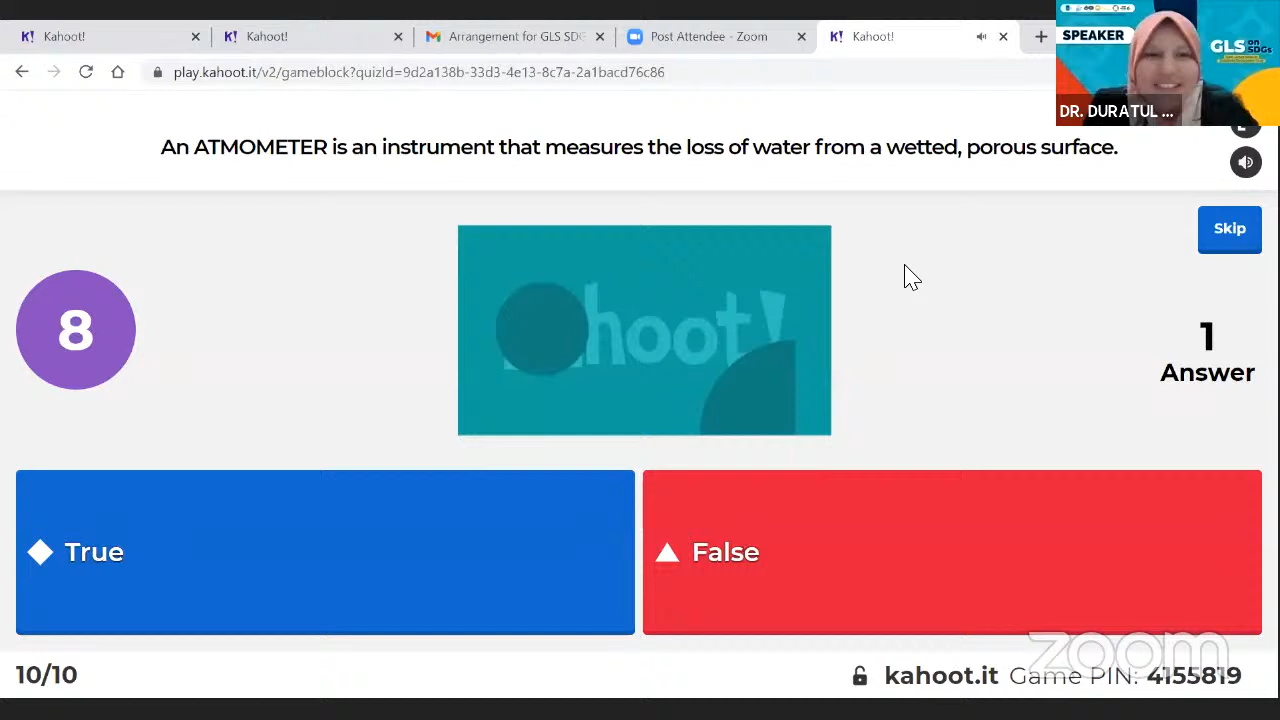 K! Kahoot!
K! Kahoot!
Arrangement for GLS SDG
Post Attendee - Zoom
K! Kahoot!
play.kahoot.it/v2/gameblock?quizId=9d2a138b-33d3-4e13-8e7a-2a1bacd76c86
SPEAKER
GLS on SDGs
DR. DURATUL ...
An ATMOMETER is an instrument that measures the loss of water from a wetted, porous surface.
Skip
8
hoot!
1
Answer
True
False
zoom
10/10
kahoot.it Game PIN: 4155819